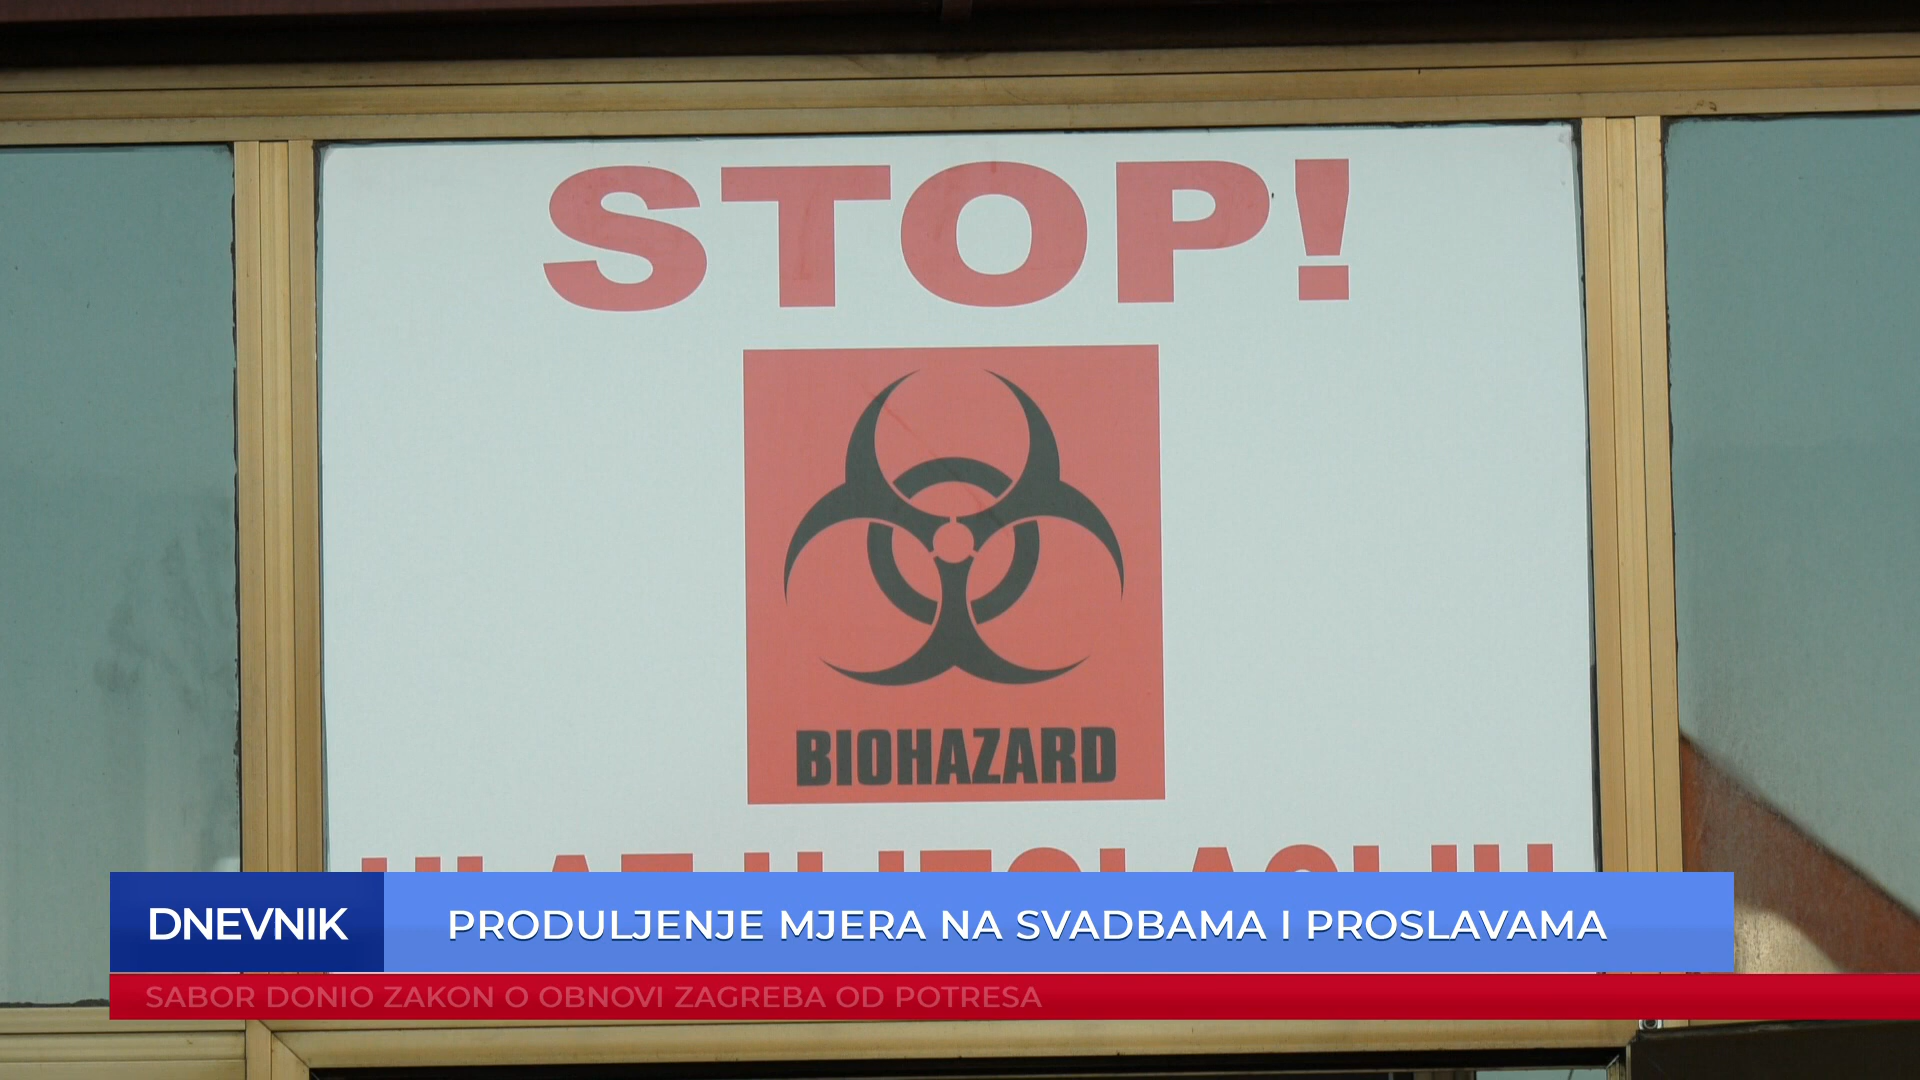 STOP!
BIOHAZARD
DNEVNIK
PRODULJENJE MJERA NA SVADBAMA I PROSLAVAMA
SABOR DONIO ZAKON O OBNOVI ZAGREBA OD POTRESA